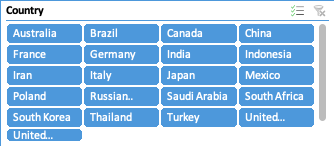 Country
Australia Brazil Canada China
France Germany India Indonesia
Iran Italy Japan Mexico
Poland Russian.. Saudi Arabia South Africa
South Korea Thailand Turkey United...
United...